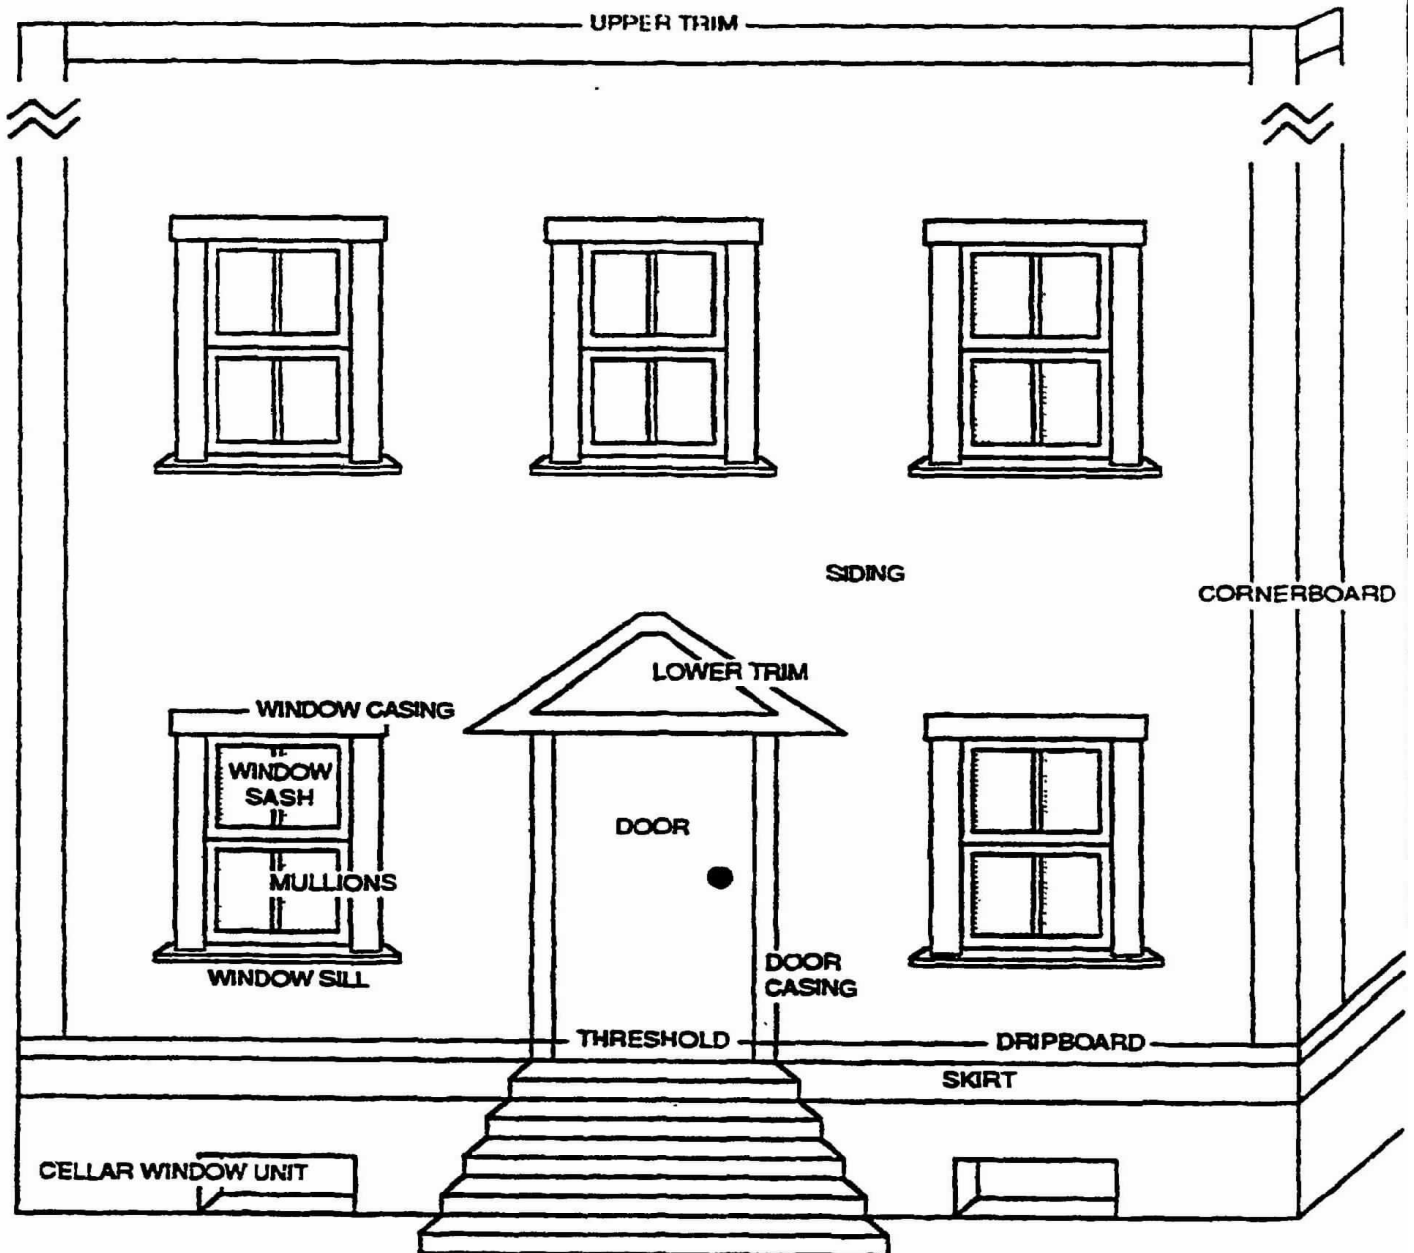 UPPER TRIM
SIDING
CORNERBOARD
LOWER TRIM
WINDOW CASING
WINDOW
SASH
DOOR
MULLIONS
DOOR
CASING
WINDOW SILL
THRESHOLD
DRIPBOARD
SKIRT
CELLAR WINDOW UNIT